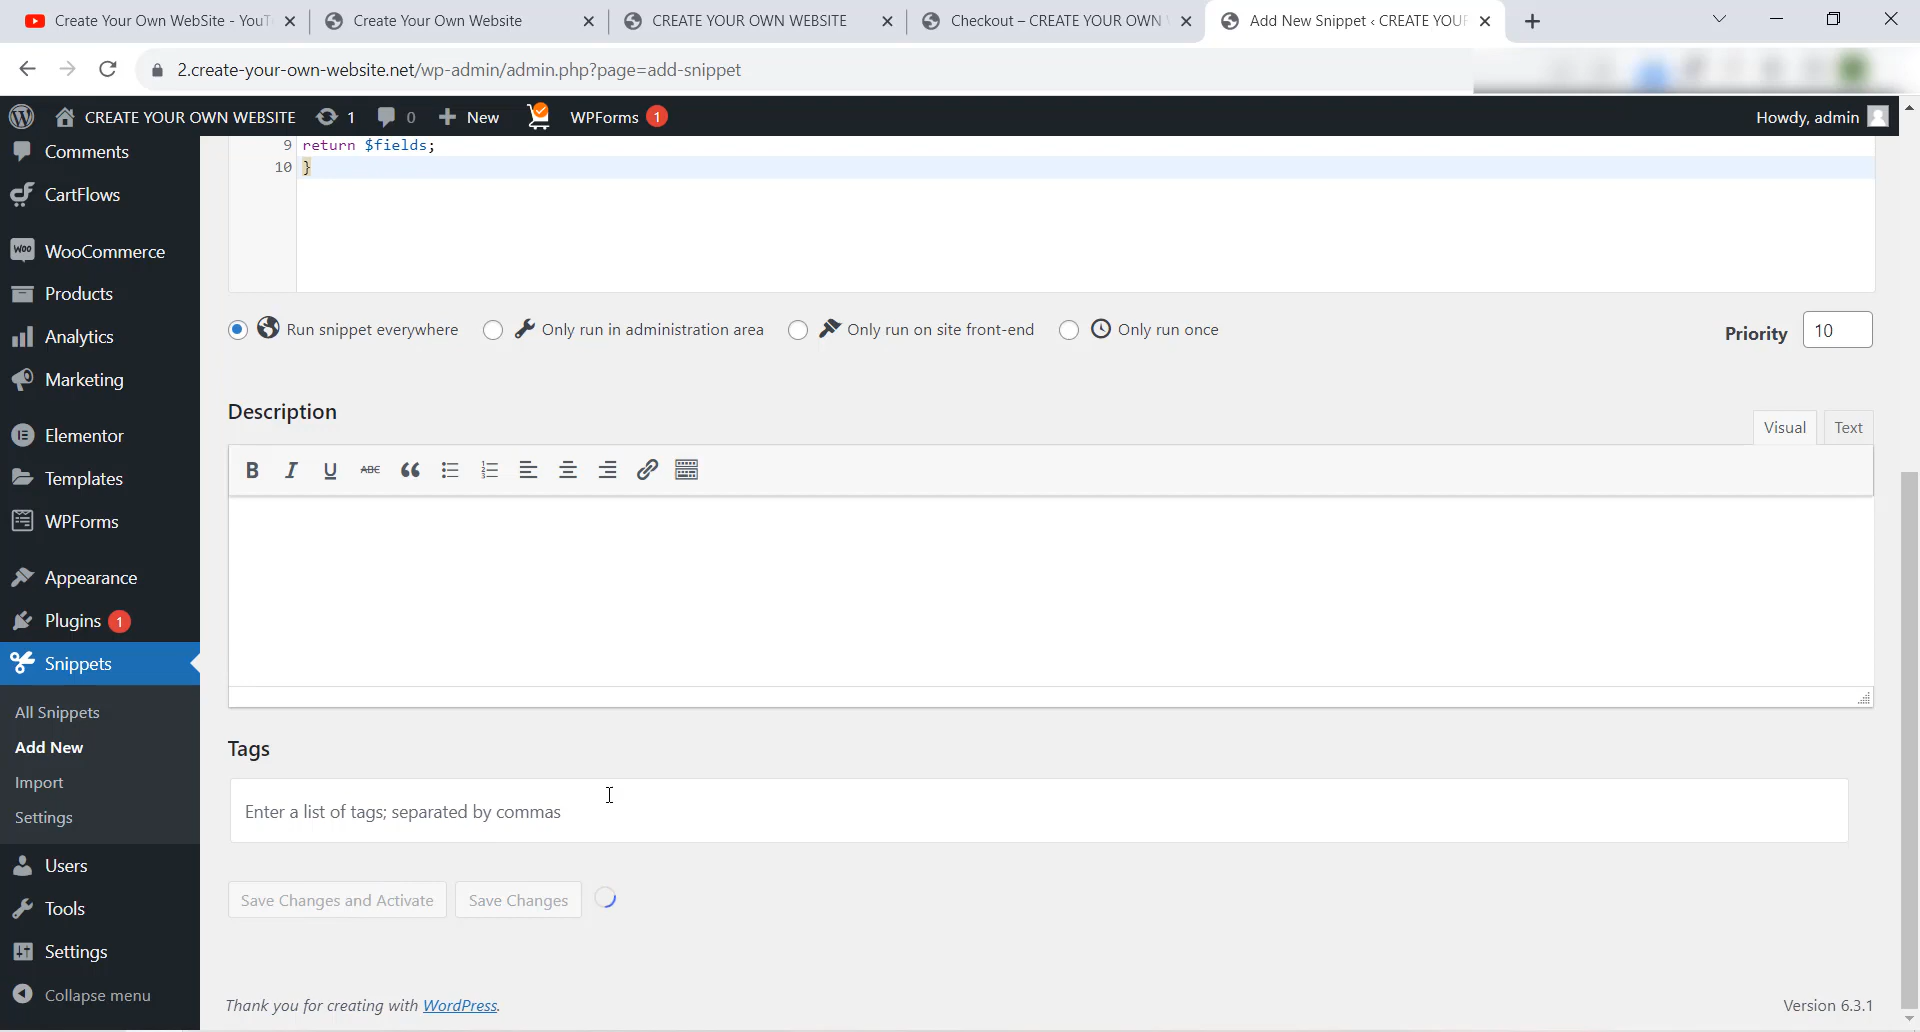 Create Your Own WebSite - YouT
Create Your Own Website
CREATE YOUR OWN WEBSITE
Checkout – CREATE YOUR OWN
Add New Snippet ‹ CREATE YOUR
2.create-your-own-website.net/wp-admin/admin.php?page=add-snippet
CREATE YOUR OWN WEBSITE 1 0 New WPForms 1 Howdy, admin
Comments
CartFlows
WooCommerce
Products
Analytics
Marketing
Elementor
Templates
WPForms
Appearance
Plugins 1
Snippets
All Snippets
Add New
Import
Settings
Users
Tools
Settings
Collapse menu
9 return $fields;
10 }
Run snippet everywhere Only run in administration area Only run on site front-end Only run once Priority 10
Description
Visual Text
B I U ABC
Tags
Enter a list of tags; separated by commas
Save Changes and Activate Save Changes
Thank you for creating with WordPress. Version 6.3.1